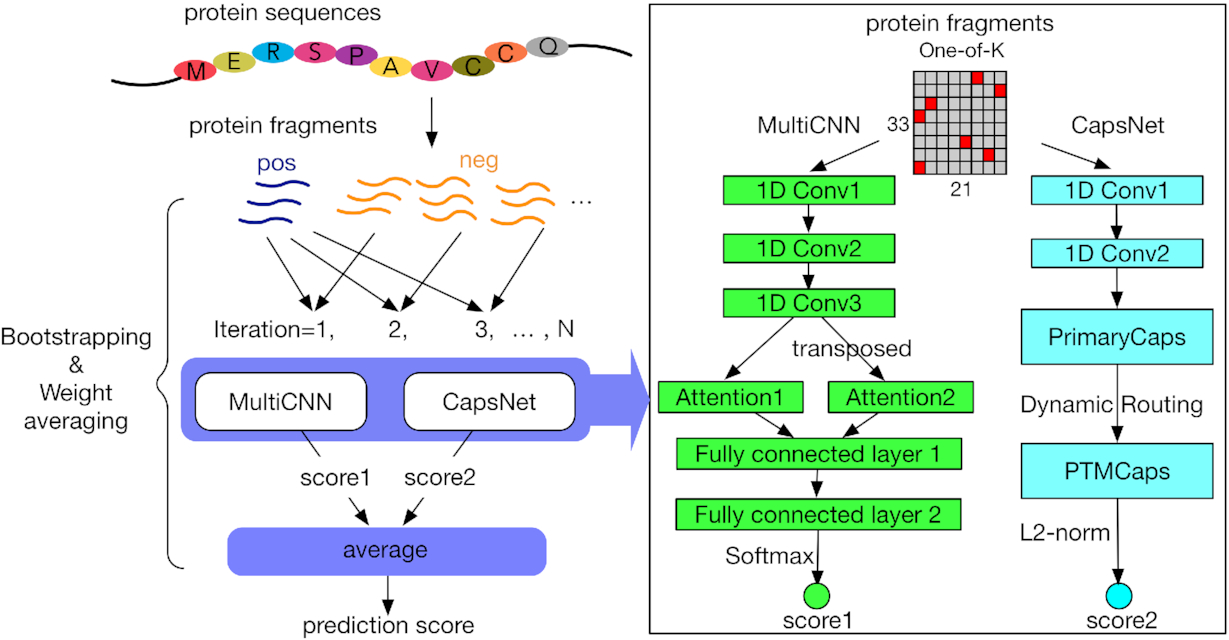 protein sequences
M E R S P A V C C Q
protein fragments
pos
neg
...
Iteration=1, 2, 3, ... , N
Bootstrapping
&
Weight
averaging
MultiCNN
CapsNet
score1
score2
average
prediction score
protein fragments
One-of-K
33
21
MultiCNN
CapsNet
1D Conv1
1D Conv2
1D Conv3
transposed
Attention1
Attention2
Fully connected layer 1
Fully connected layer 2
Softmax
score1
1D Conv1
1D Conv2
PrimaryCaps
Dynamic Routing
PTMCaps
L2-norm
score2